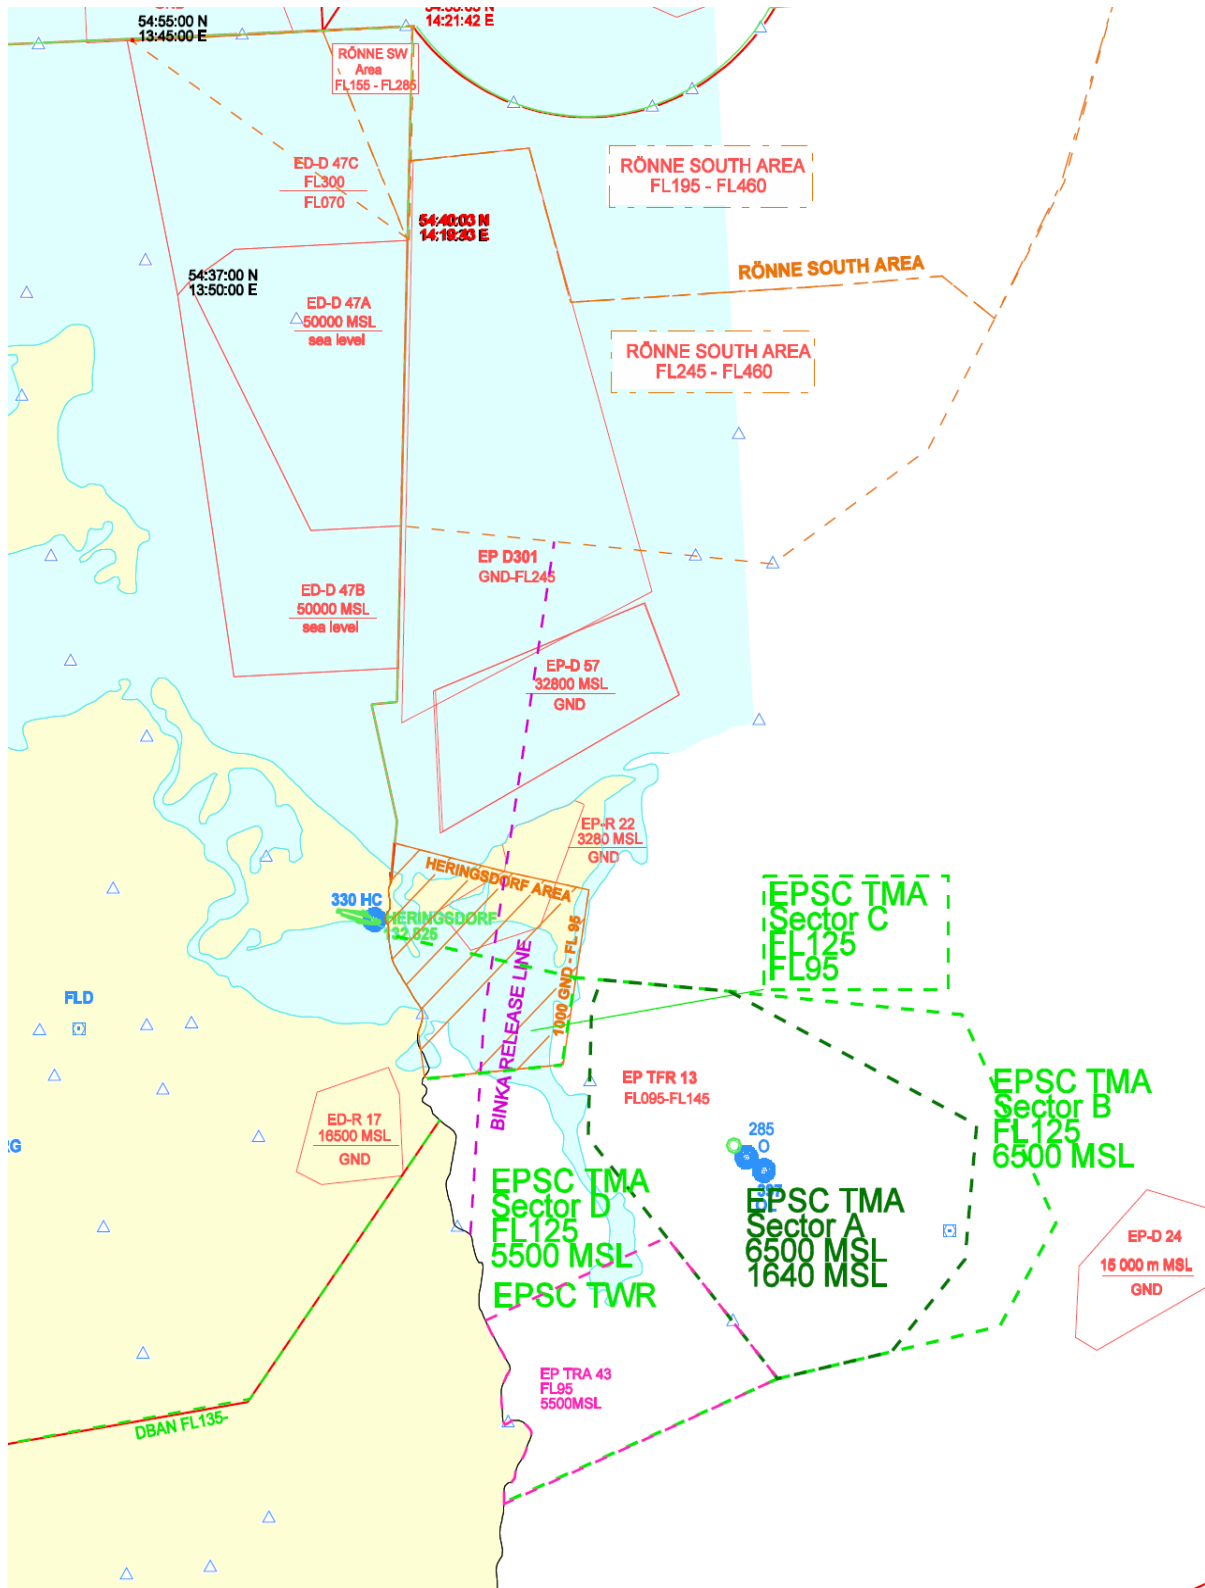 54:55:00 N
13:45:00 E
14:21:42 E
RÖNNE SW
Area
FL155 - FL285
ED-D 47C
FL300
FL070
RÖNNE SOUTH AREA
FL195 - FL460
54:40:03 N
RÖNNE SOUTH AREA
54:37:00 N
13:50:00 E
ED-D 47A
50000 MSL
sea level
RÖNNE SOUTH AREA
FL245 - FL460
EP D301
GND-FL245
ED-D 47B
50000 MSL
sea level
EP-D 57
32800 MSL
GND
EP-R 22
3280 MSL
GND
HERINGSDORF AREA
330 HC
HERINGSDORF
132,825
1000 GND - FL 95
BINKA RELEASE LINE
EPSC TMA
Sector C
FL125
FL95
FLD
EP TFR 13
FL095-FL145
EPSC TMA
Sector B
FL125
6500 MSL
ED-R 17
16500 MSL
GND
285
O
EPSC TMA
Sector D
FL125
5500 MSL
EPSC TWR
EPSC TMA
Sector A
6500 MSL
1640 MSL
EP-D 24
15 000 m MSL
GND
EP TRA 43
FL95
5500MSL
DBAN FL135-